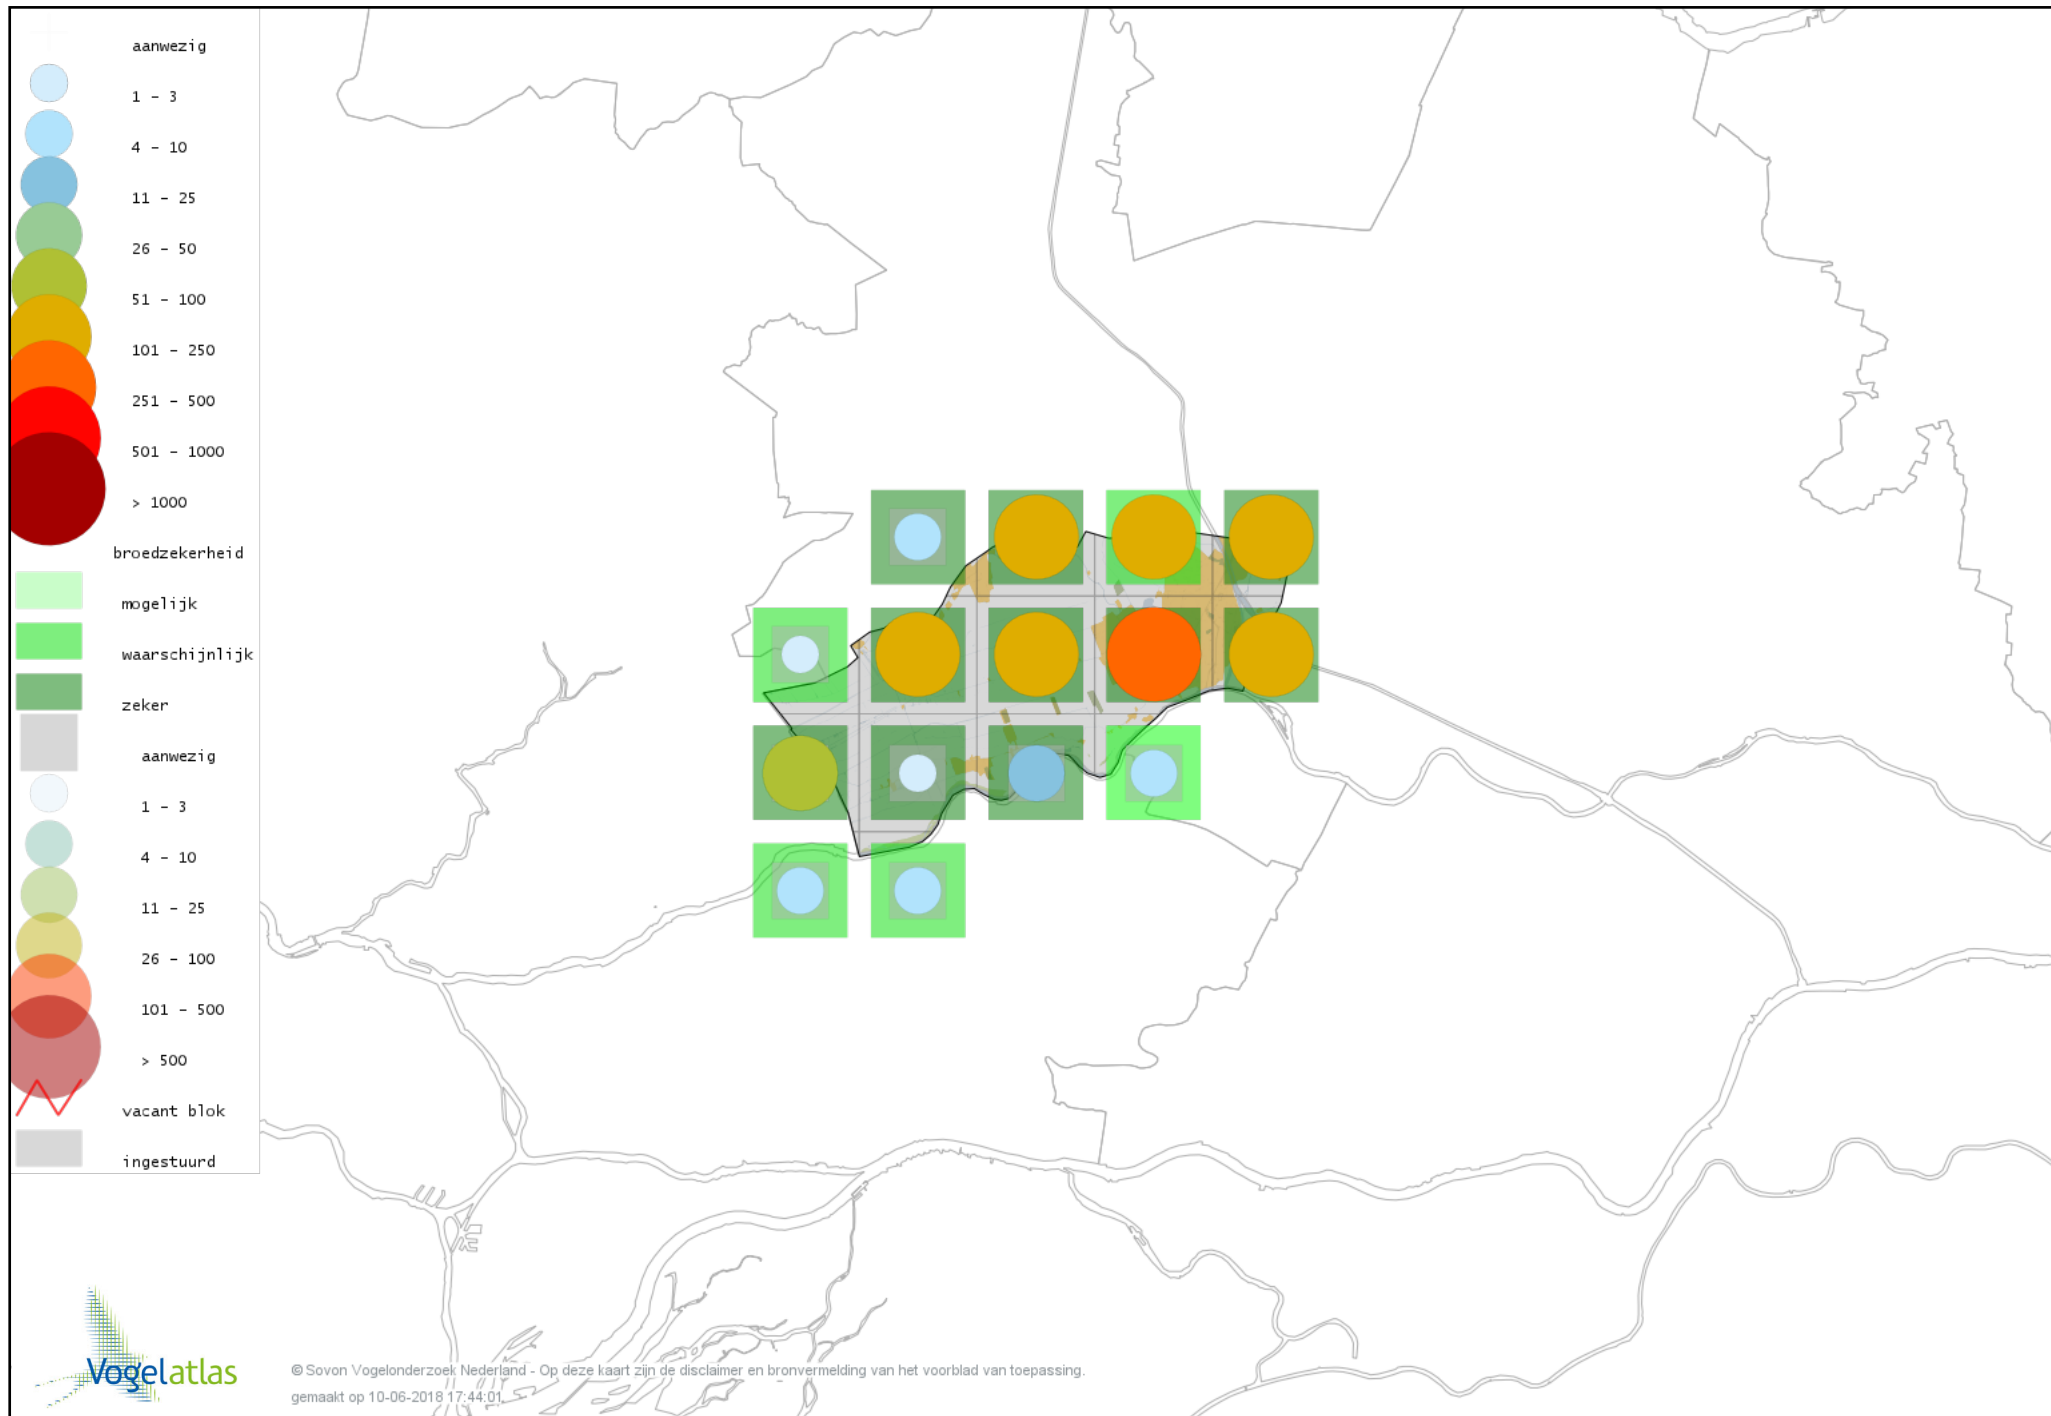 aanwezig
1 - 3
4 - 10
11 - 25
26 - 50
51 - 100
101 - 250
251 - 500
501 - 1000
> 1000
broedzekerheid
mogelijk
waarschijnlijk
zeker
aanwezig
1 - 3
4 - 10
11 - 25
26 - 100
101 - 500
> 500
vacant blok
ingestuurd
Vogelatlas
© Sovon Vogelonderzoek Nederland - Op deze kaart zijn de disclaimer en bronvermelding van het voorblad van toepassing.
gemaakt op 10-06-2018 17:44:01